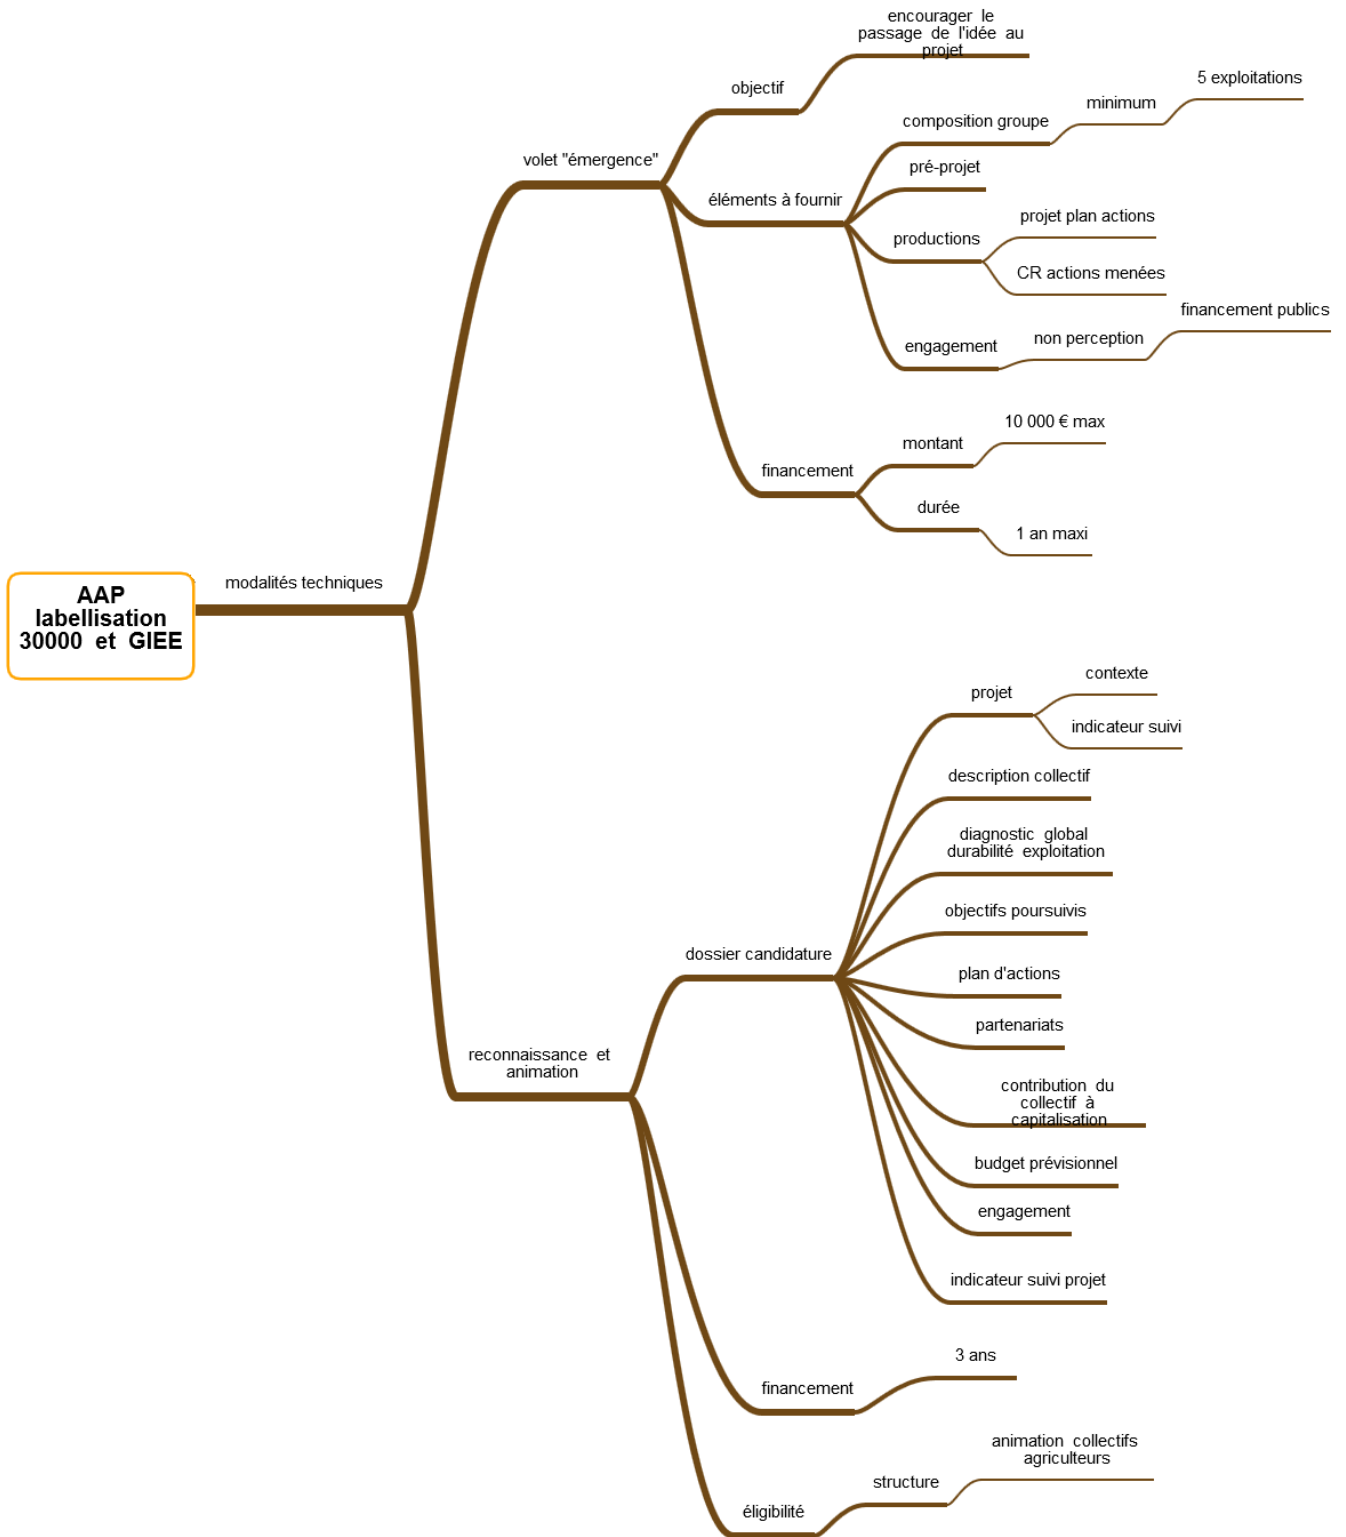 encourager le
passage de l'idée au
projet
objectif
5 exploitations
minimum
composition groupe
volet "émergence"
pré-projet
éléments à fournir
projet plan actions
productions
CR actions menées
financement publics
non perception
engagement
10 000 € max
montant
financement
durée
1 an maxi
modalités techniques
AAP
labellisation
30000 et GIEE
contexte
projet
indicateur suivi
description collectif
diagnostic global
durabilité exploitation
objectifs poursuivis
dossier candidature
plan d'actions
partenariats
reconnaissance et
animation
contribution du
collectif à
capitalisation
budget prévisionnel
engagement
indicateur suivi projet
3 ans
financement
animation collectifs
agriculteurs
structure
éligibilité